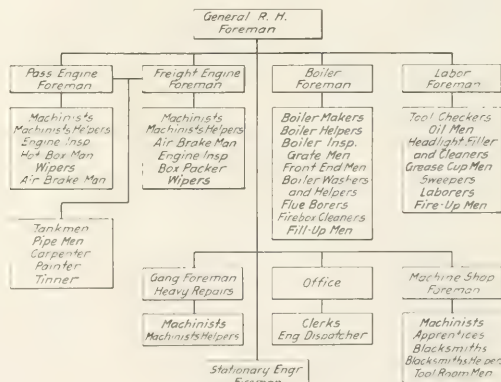 General R. H.
Foreman
Pass Engine
Foreman
Freight Engine
Foreman
Boiler
Foreman
Labor
Foreman
Machinists
Machinists Helpers
Engine Insp
Hot Box Man
Wipers
Air Brake Man
Machinists
Machinists Helpers
Air Brake Man
Engine Insp
Box Packer
Wipers
Boiler Makers
Boiler Helpers
Boiler Insp.
Grate Men
Front End Men
Boiler Washers
and Helpers
Flue Borers
Firebox Cleaners
Fill-Up Men
Tool Checkers
Oil Men
Headlight Filler
and Cleaners
Grease Cup Men
Sweepers
Laborers
Fire-Up Men
Tankmen
Pipe Men
Carpenter
Painter
Tinner
Gang Foreman
Heavy Repairs
Office
Machine Shop
Foreman
Machinists
Machinists Helpers
Clerks
Eng Dispatcher
Machinists
Apprentices
Blacksmiths
Blacksmiths Helpers
Tool Room Men
Stationary Engr
Fireman